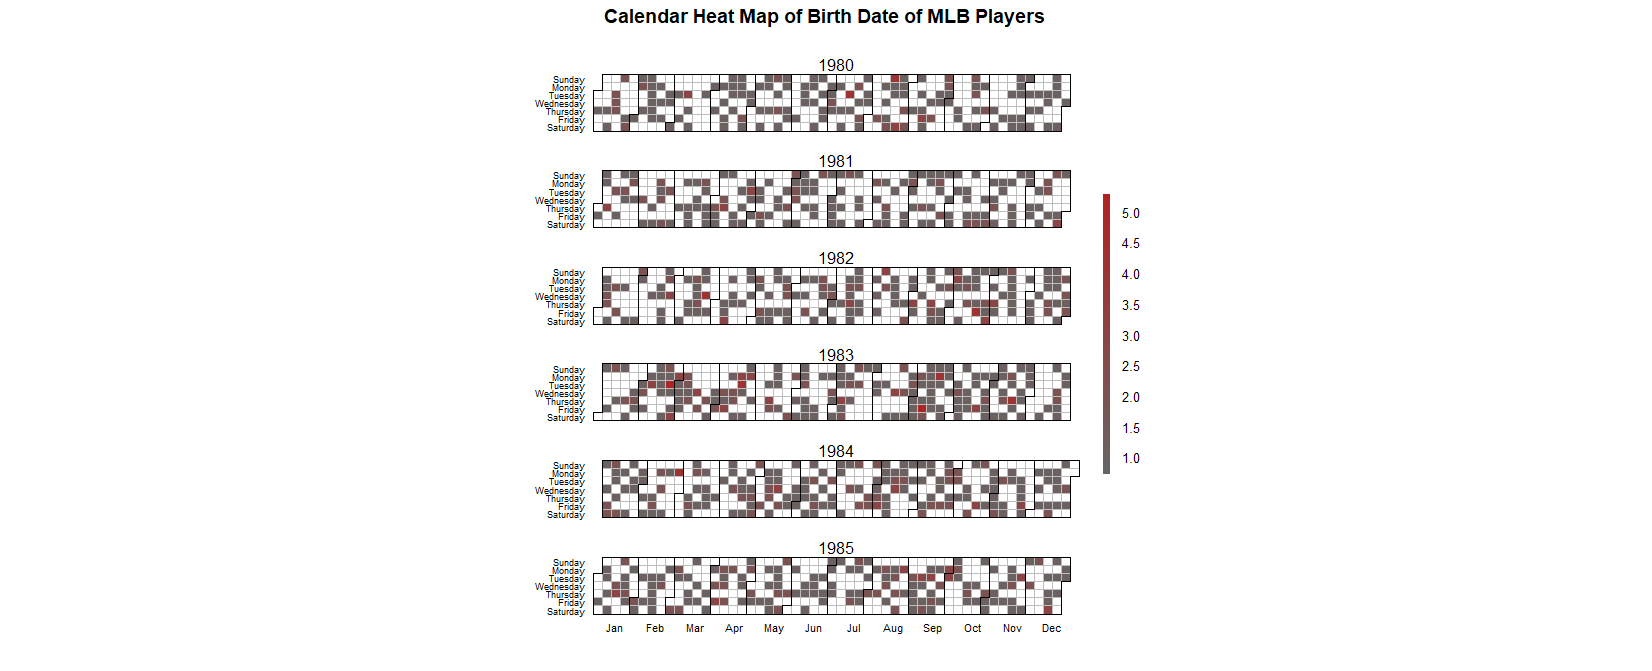 Calendar Heat Map of Birth Date of MLB Players
1980
Sunday
Monday
Tuesday
Wednesday
Thursday
Friday
Saturday
1981
Sunday
Monday
Tuesday
Wednesday
Thursday
Friday
Saturday
1982
Sunday
Monday
Tuesday
Wednesday
Thursday
Friday
Saturday
1983
Sunday
Monday
Tuesday
Wednesday
Thursday
Friday
Saturday
1984
Sunday
Monday
Tuesday
Wednesday
Thursday
Friday
Saturday
1985
Sunday
Monday
Tuesday
Wednesday
Thursday
Friday
Saturday
Jan Feb Mar Apr May Jun Jul Aug Sep Oct Nov Dec
5.0
4.5
4.0
3.5
3.0
2.5
2.0
1.5
1.0